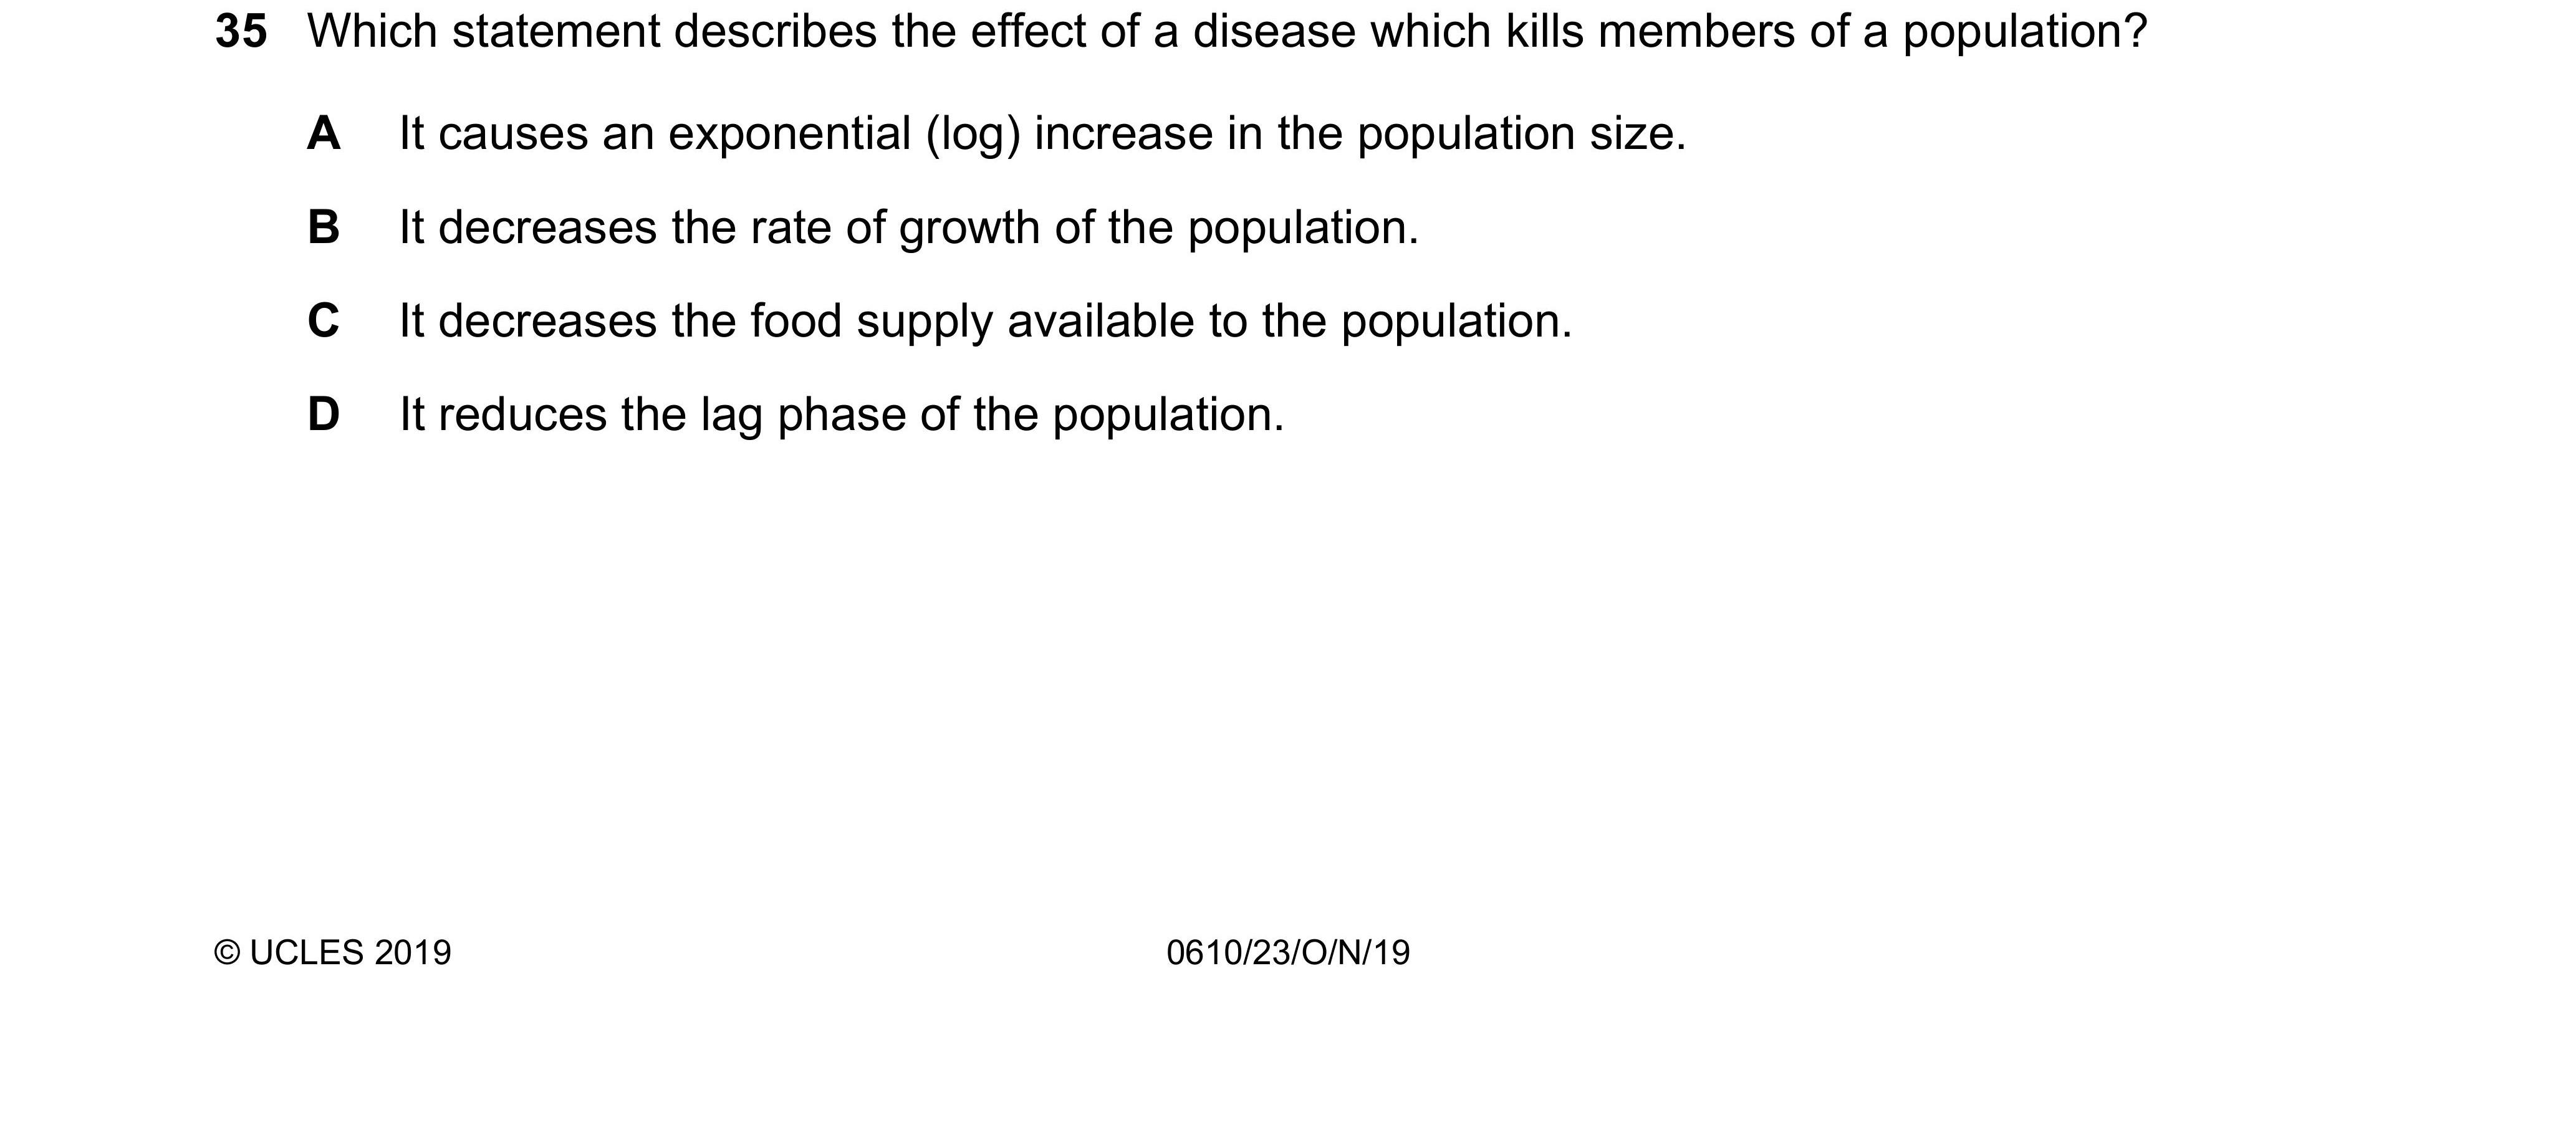 35 Which statement describes the effect of a disease which kills members of a population?
A It causes an exponential (log) increase in the population size.
B It decreases the rate of growth of the population.
C It decreases the food supply available to the population.
D It reduces the lag phase of the population.
© UCLES 2019 0610/23/O/N/19